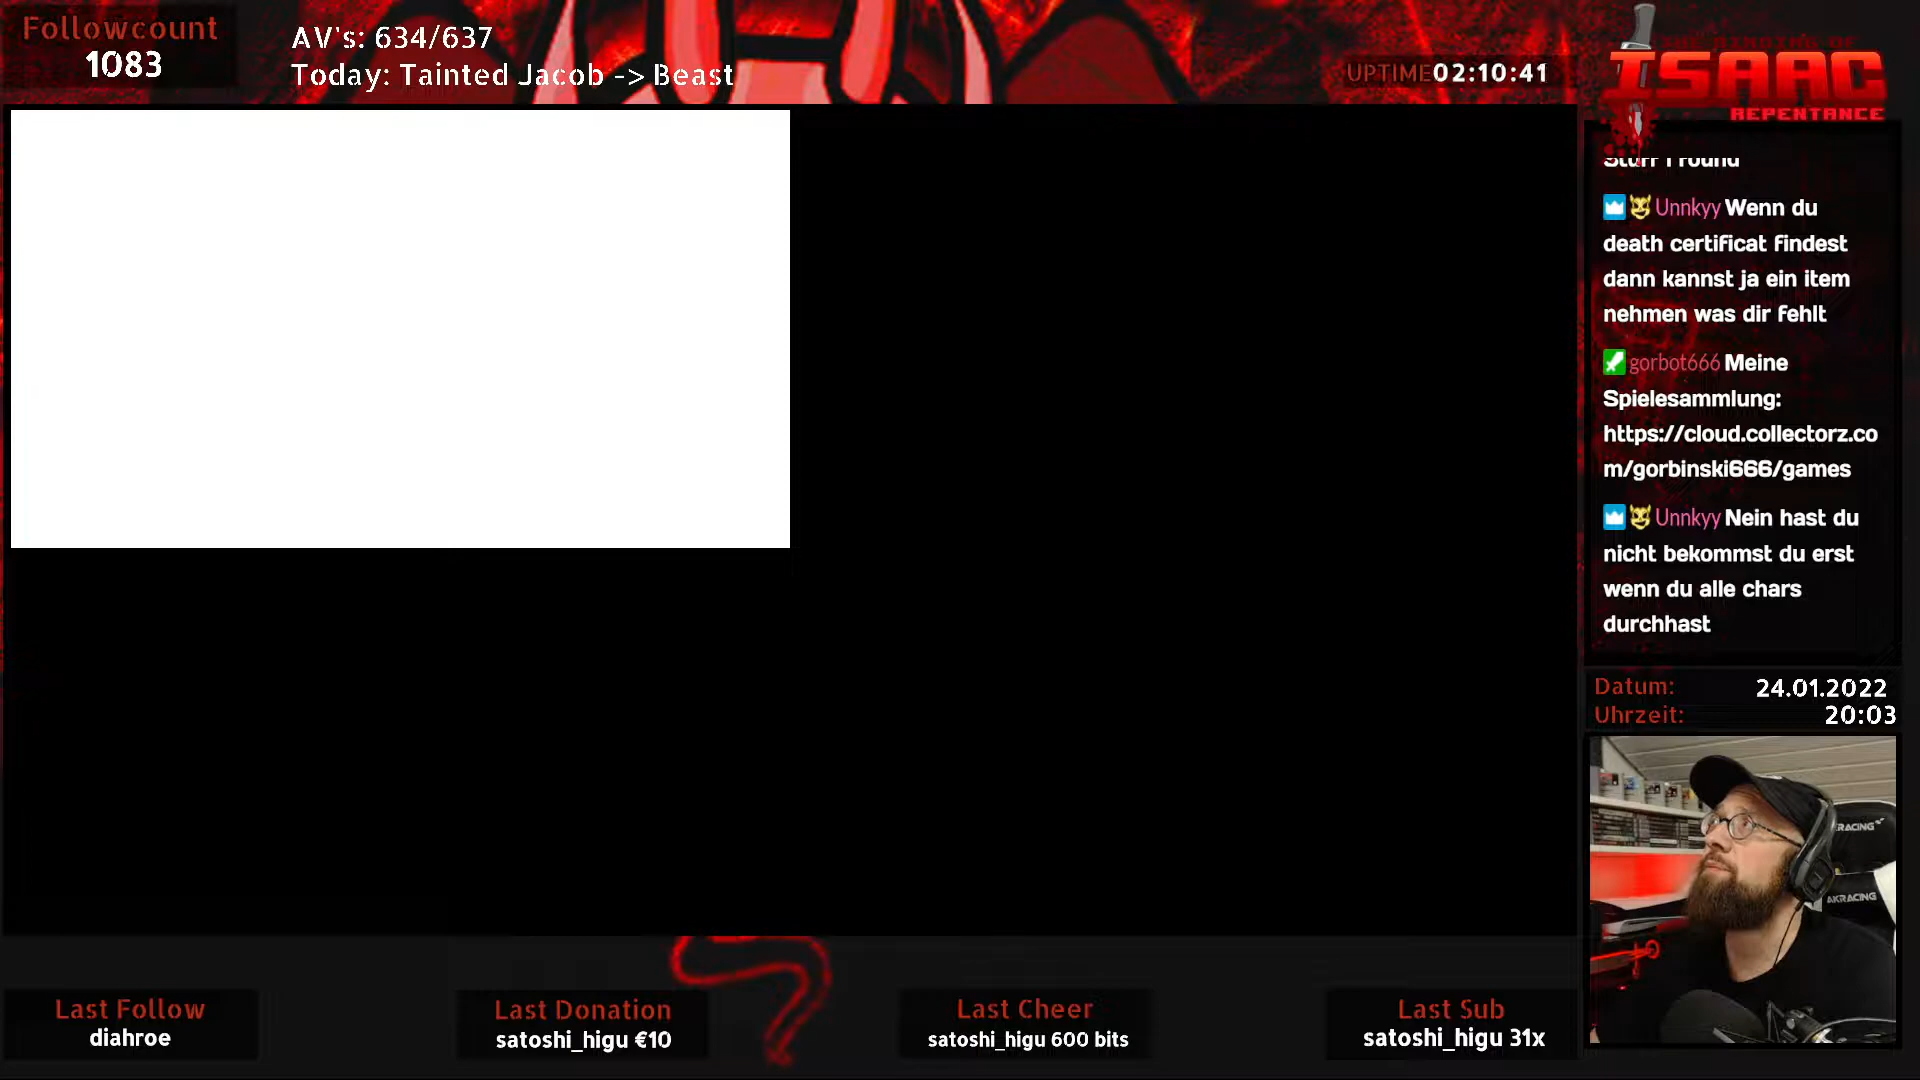 Followcount
1083
AV's: 634/637
Today: Tainted Jacob -> Beast
UPTIME02:10:41
ISAAC
REPENTANCE
Unnkyy Wenn du
death certificat findest
dann kannst ja ein item
nehmen was dir fehlt
gorbot666 Meine
Spielesammlung:
https://cloud.collectorz.co
m/gorbinski666/games
Unnkyy Nein hast du
nicht bekommst du erst
wenn du alle chars
durchhast
Datum: 24.01.2022
Uhrzeit: 20:03
AKRACING
Last Follow
diahroe
Last Donation
satoshi_higu €10
Last Cheer
satoshi_higu 600 bits
Last Sub
satoshi_higu 31x